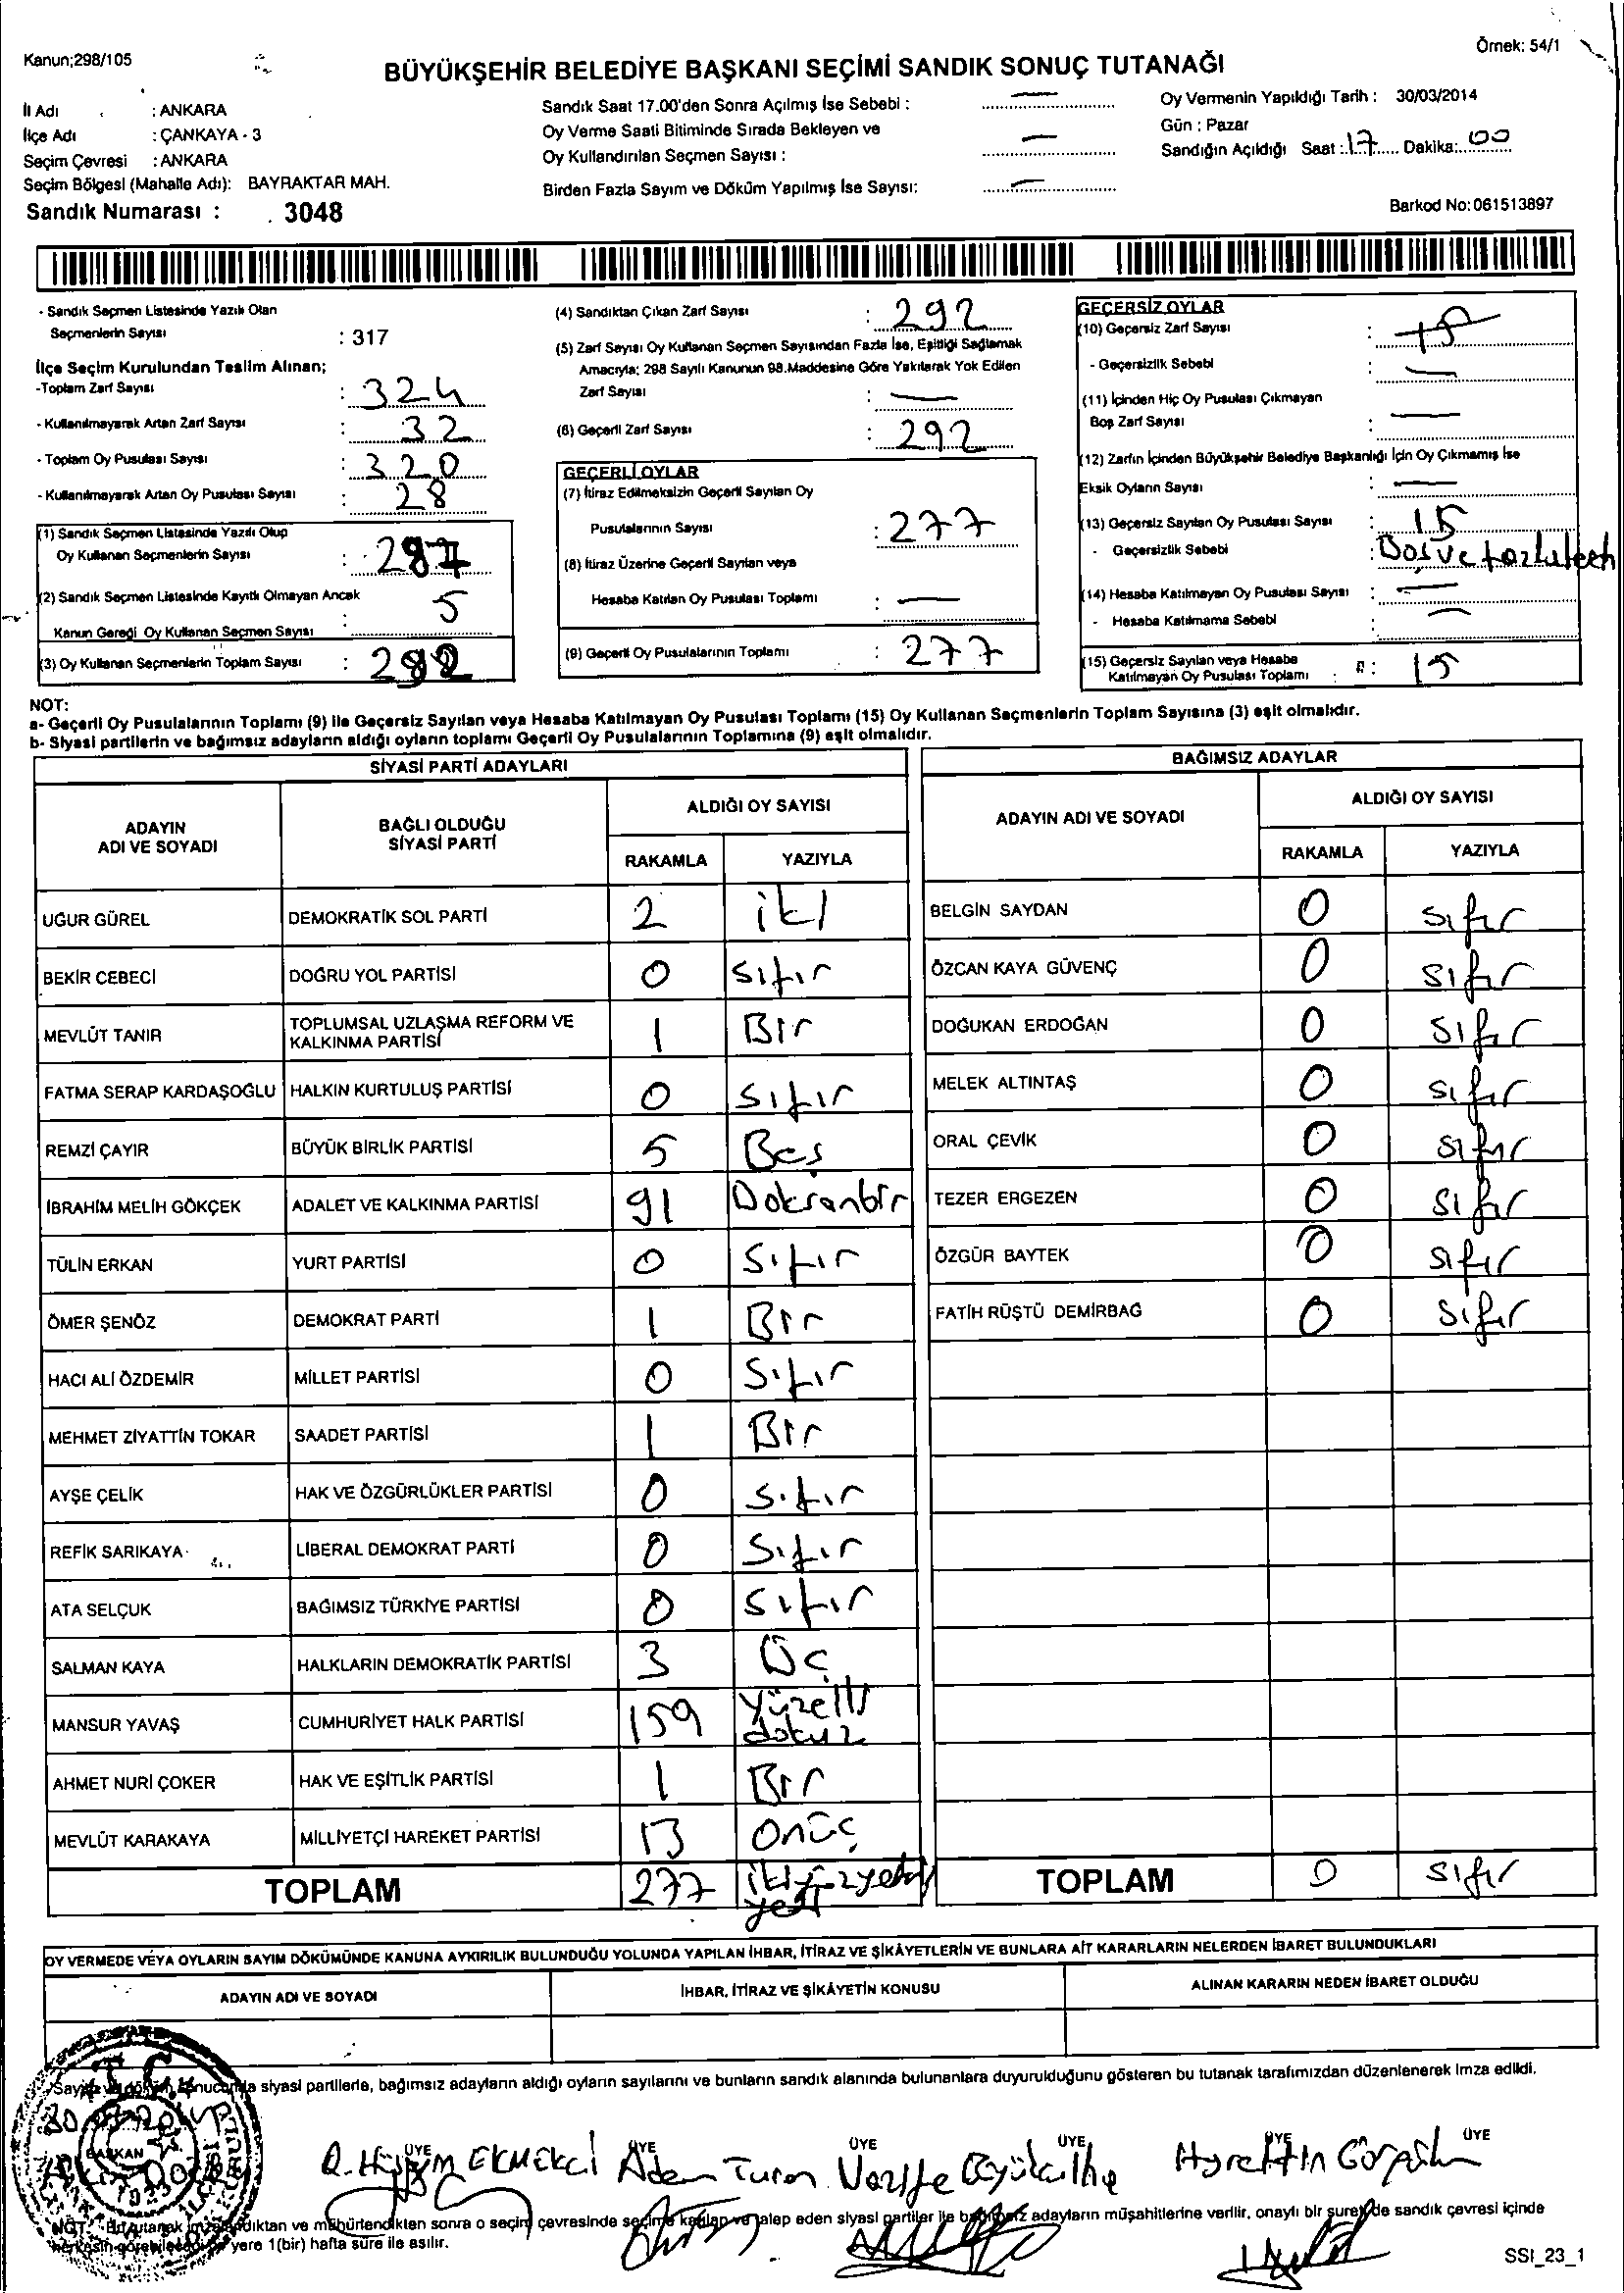 Kanun;298/105
Örnek: 54/1
BÜYÜKŞEHİR BELEDİYE BAŞKANI SEÇİMİ SANDIK SONUÇ TUTANAĞI
İl Adı : ANKARA
İlçe Adı : ÇANKAYA - 3
Seçim Çevresi : ANKARA
Seçim Bölgesi (Mahalle Adı): BAYRAKTAR MAH.
Sandık Numarası : 3048
Sandık Saat 17.00'den Sonra Açılmış İse Sebebi : —
Oy Verme Saati Bitiminde Sırada Bekleyen ve
Oy Kullandırılan Seçmen Sayısı : —
Birden Fazla Sayım ve Döküm Yapılmış İse Sayısı: —
Oy Vermenin Yapıldığı Tarih : 30/03/2014
Gün : Pazar
Sandığın Açıldığı Saat : 17 Dakika: 00
Barkod No: 061513897
- Sandık Seçmen Listesinde Yazılı Olan
Seçmenlerin Sayısı : 317
İlçe Seçim Kurulundan Teslim Alınan;
-Toplam Zarf Sayısı : 324
- Kullanılmayarak Artan Zarf Sayısı : 32
- Toplam Oy Pusulası Sayısı : 320
- Kullanılmayarak Artan Oy Pusulası Sayısı : 28
(1) Sandık Seçmen Listesinde Yazılı Olup
Oy Kullanan Seçmenlerin Sayısı : 287
(2) Sandık Seçmen Listesinde Kayıtlı Olmayan Ancak
Kanun Gereği Oy Kullanan Seçmen Sayısı : 5
(3) Oy Kullanan Seçmenlerin Toplam Sayısı : 292
(4) Sandıktan Çıkan Zarf Sayısı : 292
(5) Zarf Sayısı Oy Kullanan Seçmen Sayısından Fazla İse, Eşitliği Sağlamak
Amacıyla; 298 Sayılı Kanunun 98.Maddesine Göre Yakılarak Yok Edilen
Zarf Sayısı : —
(6) Geçerli Zarf Sayısı : 292
GEÇERLİ OYLAR
(7) İtiraz Edilmeksizin Geçerli Sayılan Oy
Pusulalarının Sayısı : 277
(8) İtiraz Üzerine Geçerli Sayılan veya
Hesaba Katılan Oy Pusulası Toplamı : —
(9) Geçerli Oy Pusulalarının Toplamı : 277
GEÇERSİZ OYLAR
(10) Geçersiz Zarf Sayısı :
- Geçersizlik Sebebi : —
(11) İçinden Hiç Oy Pusulası Çıkmayan
Boş Zarf Sayısı : —
(12) Zarfın İçinden Büyükşehir Belediye Başkanlığı İçin Oy Çıkmamış İse
Eksik Oyların Sayısı : —
(13) Geçersiz Sayılan Oy Pusulası Sayısı : 15
- Geçersizlik Sebebi : Boş ve
(14) Hesaba Katılmayan Oy Pusulası Sayısı : —
- Hesaba Katılmama Sebebi : —
(15) Geçersiz Sayılan veya Hesaba
Katılmayan Oy Pusulası Toplamı : 15
NOT:
a- Geçerli Oy Pusulalarının Toplamı (9) ile Geçersiz Sayılan veya Hesaba Katılmayan Oy Pusulası Toplamı (15) Oy Kullanan Seçmenlerin Toplam Sayısına (3) eşit olmalıdır.
b- Siyasi partilerin ve bağımsız adayların aldığı oyların toplamı Geçerli Oy Pusulalarının Toplamına (9) eşit olmalıdır.
SİYASİ PARTİ ADAYLARI
ADAYIN ADI VE SOYADI BAĞLI OLDUĞU SİYASİ PARTİ ALDIĞI OY SAYISI
RAKAMLA YAZIYLA
UĞUR GÜREL DEMOKRATİK SOL PARTİ 2 iki
BEKİR CEBECİ DOĞRU YOL PARTİSİ 0 sıfır
MEVLÜT TANIR TOPLUMSAL UZLAŞMA REFORM VE KALKINMA PARTİSİ 1 Bir
FATMA SERAP KARDAŞOĞLU HALKIN KURTULUŞ PARTİSİ 0 sıfır
REMZİ ÇAYIR BÜYÜK BİRLİK PARTİSİ 5 Beş
İBRAHİM MELİH GÖKÇEK ADALET VE KALKINMA PARTİSİ 91 Doksanbir
TÜLİN ERKAN YURT PARTİSİ 0 sıfır
ÖMER ŞENÖZ DEMOKRAT PARTİ 1 Bir
HACI ALİ ÖZDEMİR MİLLET PARTİSİ 0 sıfır
MEHMET ZİYATTİN TOKAR SAADET PARTİSİ 1 Bir
AYŞE ÇELİK HAK VE ÖZGÜRLÜKLER PARTİSİ 0 sıfır
REFİK SARIKAYA LİBERAL DEMOKRAT PARTİ 0 sıfır
ATA SELÇUK BAĞIMSIZ TÜRKİYE PARTİSİ 0 sıfır
SALMAN KAYA HALKLARIN DEMOKRATİK PARTİSİ 3 Üç
MANSUR YAVAŞ CUMHURİYET HALK PARTİSİ 159 Yüzelli dokuz
AHMET NURİ ÇOKER HAK VE EŞİTLİK PARTİSİ 1 Bir
MEVLÜT KARAKAYA MİLLİYETÇİ HAREKET PARTİSİ 13 Onüç
TOPLAM 277 ikiyüzyetmiş yedi
BAĞIMSIZ ADAYLAR
ADAYIN ADI VE SOYADI ALDIĞI OY SAYISI
RAKAMLA YAZIYLA
BELGİN SAYDAN 0 sıfır
ÖZCAN KAYA GÜVENÇ 0 sıfır
DOĞUKAN ERDOĞAN 0 sıfır
MELEK ALTINTAŞ 0 sıfır
ORAL ÇEVİK 0 sıfır
TEZER ERGEZEN 0 sıfır
ÖZGÜR BAYTEK 0 sıfır
FATİH RÜŞTÜ DEMİRBAĞ 0 sıfır
TOPLAM 0 sıfır
OY VERMEDE VEYA OYLARIN SAYIM DÖKÜMÜNDE KANUNA AYKIRILIK BULUNDUĞU YOLUNDA YAPILAN İHBAR, İTİRAZ VE ŞİKÂYETLERİN VE BUNLARA AİT KARARLARIN NELERDEN İBARET BULUNDUKLARI
ADAYIN ADI VE SOYADI İHBAR, İTİRAZ VE ŞİKÂYETİN KONUSU ALINAN KARARIN NEDEN İBARET OLDUĞU
siyasi partilerle, bağımsız adayların aldığı oyların sayılarını ve bunların sandık alanında bulunanlara duyurulduğunu gösteren bu tutanak tarafımızdan düzenlenerek imza edildi.
BAŞKAN ÜYE ÜYE ÜYE ÜYE ÜYE ÜYE
EKMEKCİ Adem Turan
NOT: Bu tutanak imzalandıktan ve mühürlendikten sonra o seçim çevresinde seçime katılan ve talep eden siyasi partiler ile bağımsız adayların müşahitlerine verilir, onaylı bir sureti de sandık çevresi içinde
herkesin görebileceği bir yere 1(bir) hafta süre ile asılır.
SSI_23_1